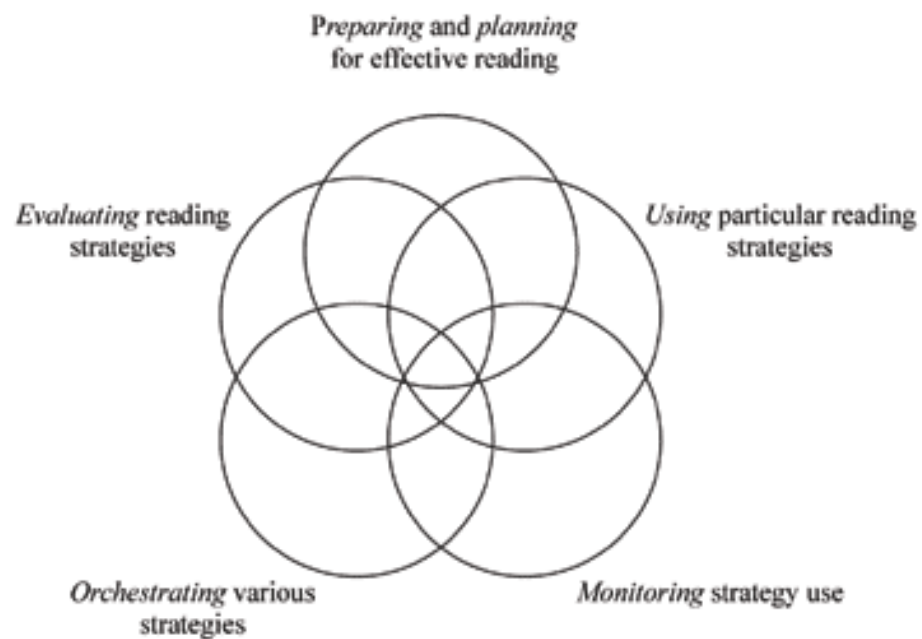 Preparing and planning
for effective reading
Evaluating reading
strategies
Using particular reading
strategies
Orchestrating various
strategies
Monitoring strategy use